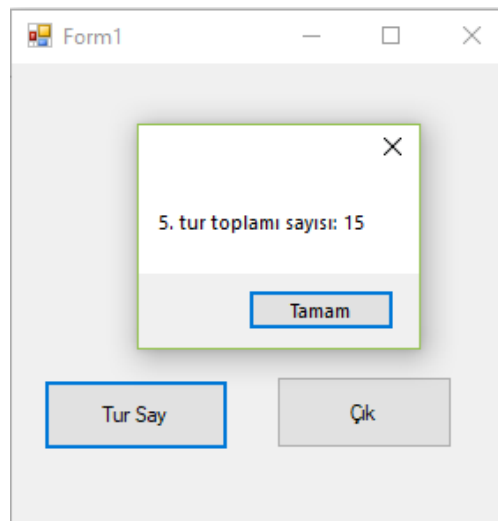 Form1
5. tur toplamı sayısı: 15
Tamam
Tur Say
Çık